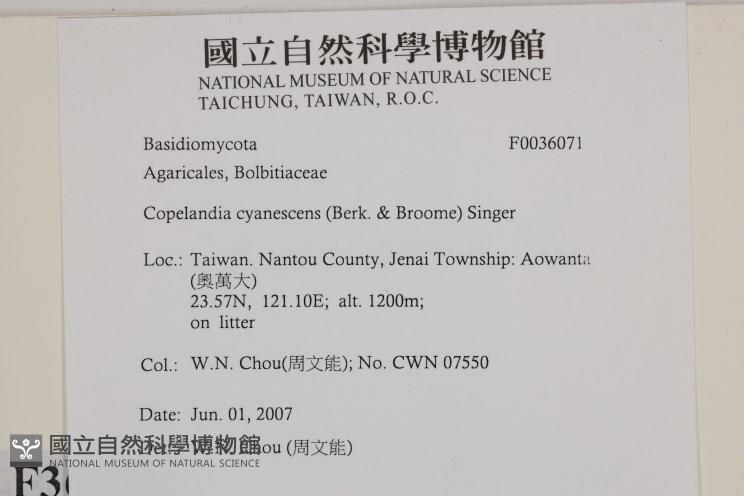 國立自然科學博物館
NATIONAL MUSEUM OF NATURAL SCIENCE
TAICHUNG, TAIWAN, R.O.C.
Basidiomycota F0036071
Agaricales, Bolbitiaceae
Copelandia cyanescens (Berk. & Broome) Singer
Loc.: Taiwan. Nantou County, Jenai Township: Aowanta
(奧萬大)
23.57N, 121.10E; alt. 1200m;
on litter
Col.: W.N. Chou(周文能); No. CWN 07550
Date: Jun. 01, 2007
Chou (周文能)
國立自然科學博物館
NATIONAL MUSEUM OF NATURAL SCIENCE